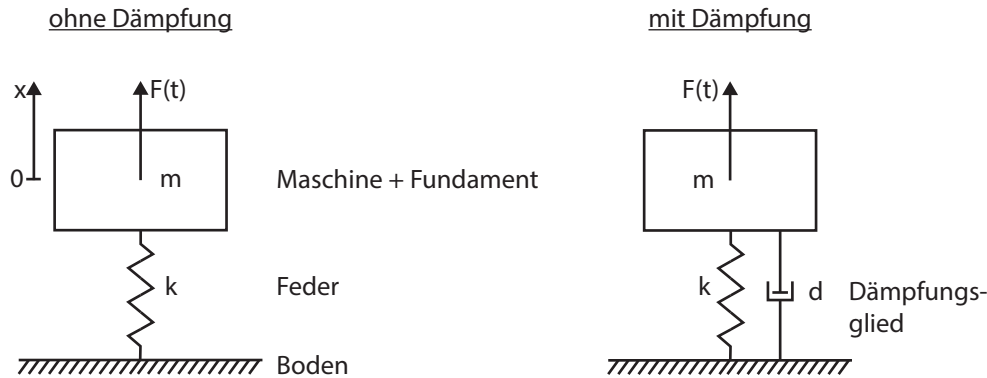 ohne Dämpfung
mit Dämpfung
x
F(t)
F(t)
0
m
Maschine + Fundament
m
k
Feder
k
d
Dämpfungs-
glied
Boden